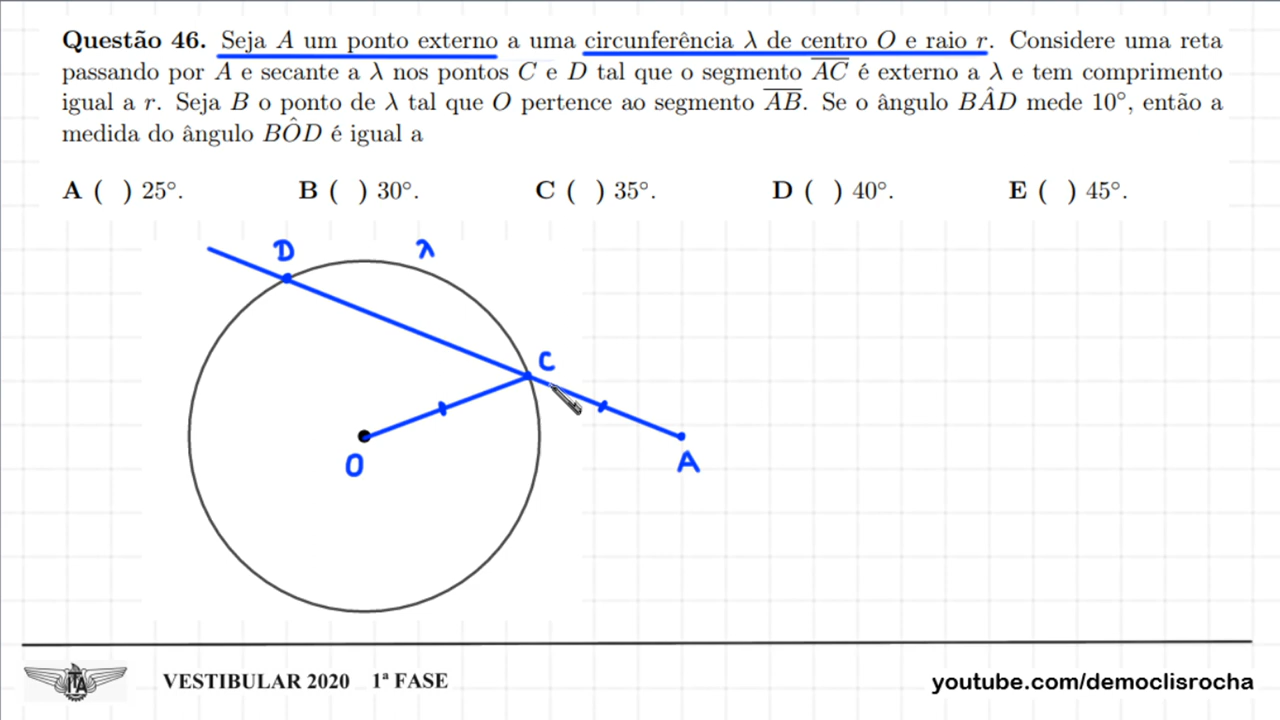 Questão 46. Seja A um ponto externo a uma circunferência λ de centro O e raio r. Considere uma reta
passando por A e secante a λ nos pontos C e D tal que o segmento A̅C̅ é externo a λ e tem comprimento
igual a r. Seja B o ponto de λ tal que O pertence ao segmento A̅B̅. Se o ângulo BÂD mede 10°, então a
medida do ângulo BÔD é igual a
A ( ) 25°. B ( ) 30°. C ( ) 35°. D ( ) 40°. E ( ) 45°.
D λ
C
O A
ITA VESTIBULAR 2020 1ª FASE youtube.com/democlisrocha